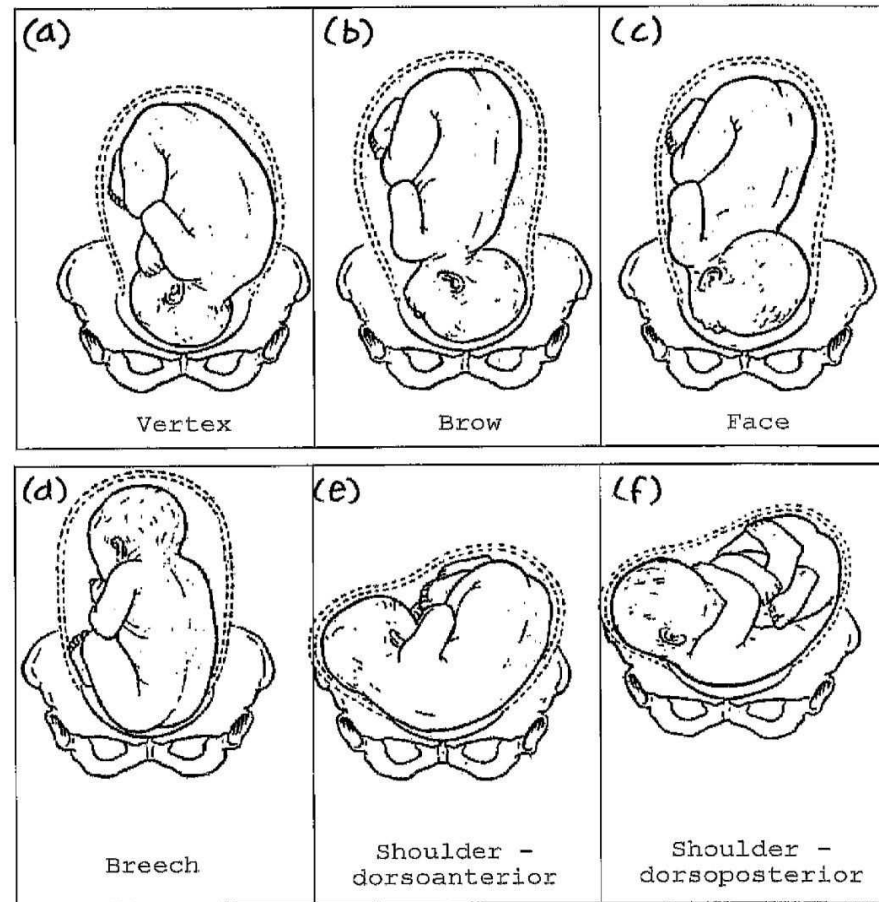 (a)
(b)
(c)
Vertex
Brow
Face
(d)
(e)
(f)
Breech
Shoulder -
dorsoanterior
Shoulder -
dorsoposterior